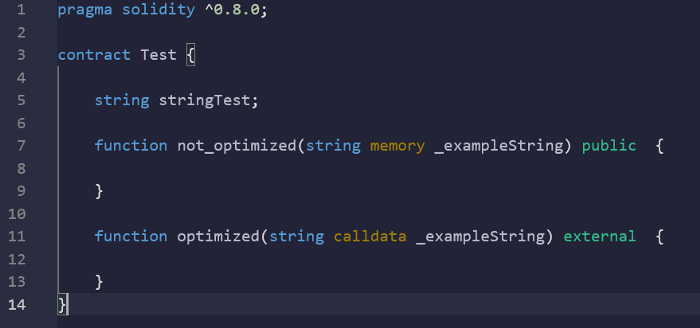 1 pragma solidity ^0.8.0;
2
3 contract Test {
4
5 string stringTest;
6
7 function not_optimized(string memory _exampleString) public  {
8
9 }
10
11 function optimized(string calldata _exampleString) external  {
12
13 }
14 }